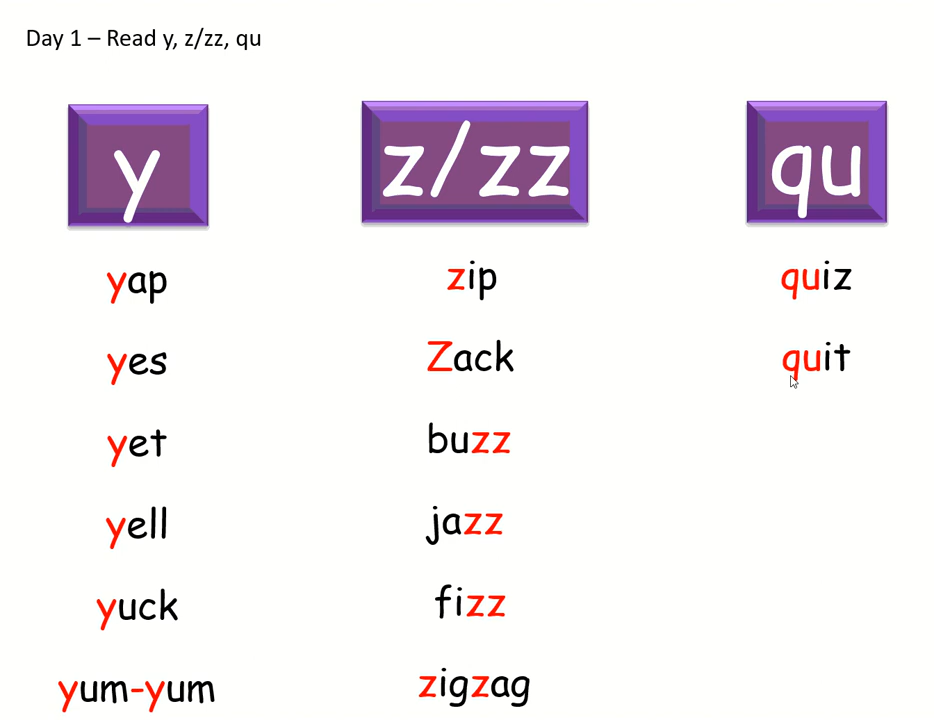 Day 1 – Read y, z/zz, qu
y
z/zz
qu
yap
zip
quiz
yes
Zack
quit
yet
buzz
yell
jazz
yuck
fizz
yum-yum
zigzag